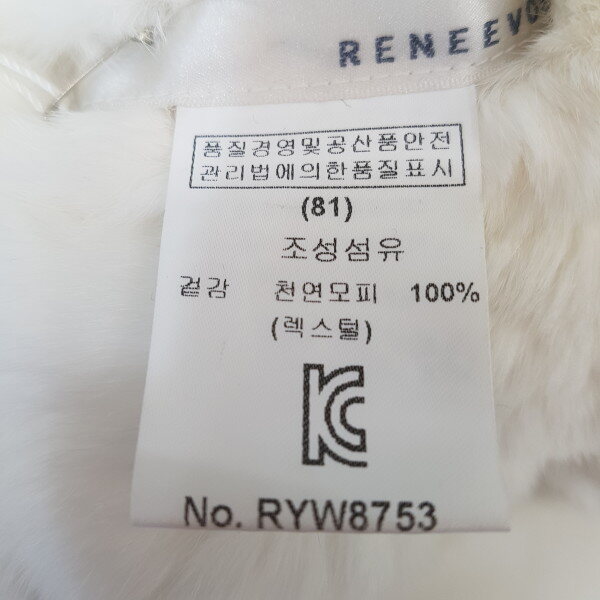 품질경영및공산품안전
관리법에의한품질표시
(81)
조성섬유
겉감 천연모피 100%
(렉스털)
KC
No. RYW8753